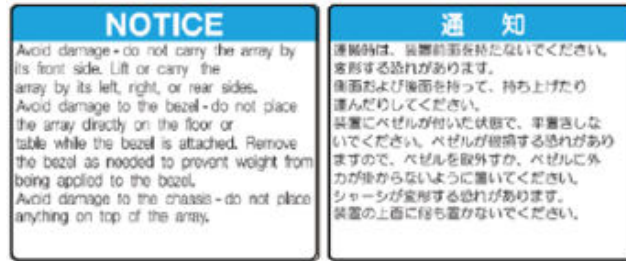 NOTICE
Avoid damage - do not carry the array by
its front side. Lift or carry the
array by its left, right, or rear sides.
Avoid damage to the bezel - do not place
the array directly on the floor or
table while the bezel is attached. Remove
the bezel as needed to prevent weight from
being applied to the bezel.
Avoid damage to the chassis - do not place
anything on top of the array.
通 知
運搬時は、装置前面を持たないでください。
変形する恐れがあります。
側面および後面を持って、持ち上げたり
運んだりしてください。
装置にベゼルが付いた状態で、平置きしな
いでください。ベゼルが破損する恐れがあり
ますので、ベゼルを取外すか、ベゼルに外
力が掛からないように置いてください。
シャーシが変形する恐れがあります。
装置の上面に何も置かないでください。